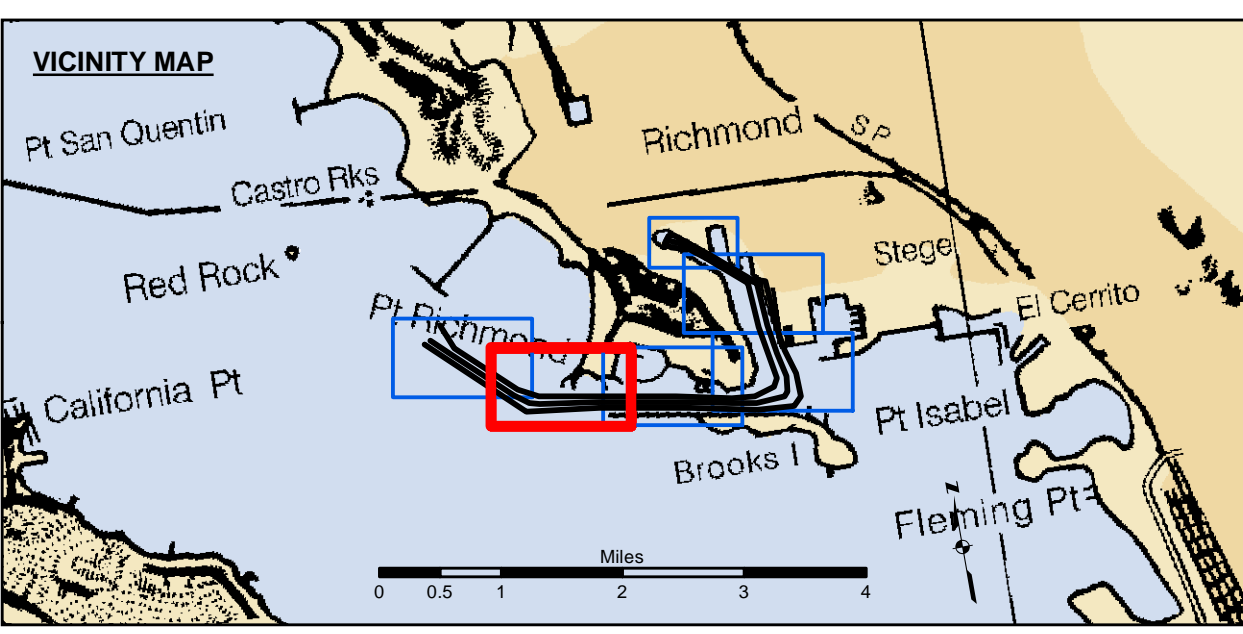 VICINITY MAP
Pt San Quentin
Richmond
S P
Castro Rks
Stege
Red Rock
El Cerrito
Pt Richmond
California Pt
Pt Isabel
Brooks I
Fleming Pt
N
Miles
0 0.5 1 2 3 4